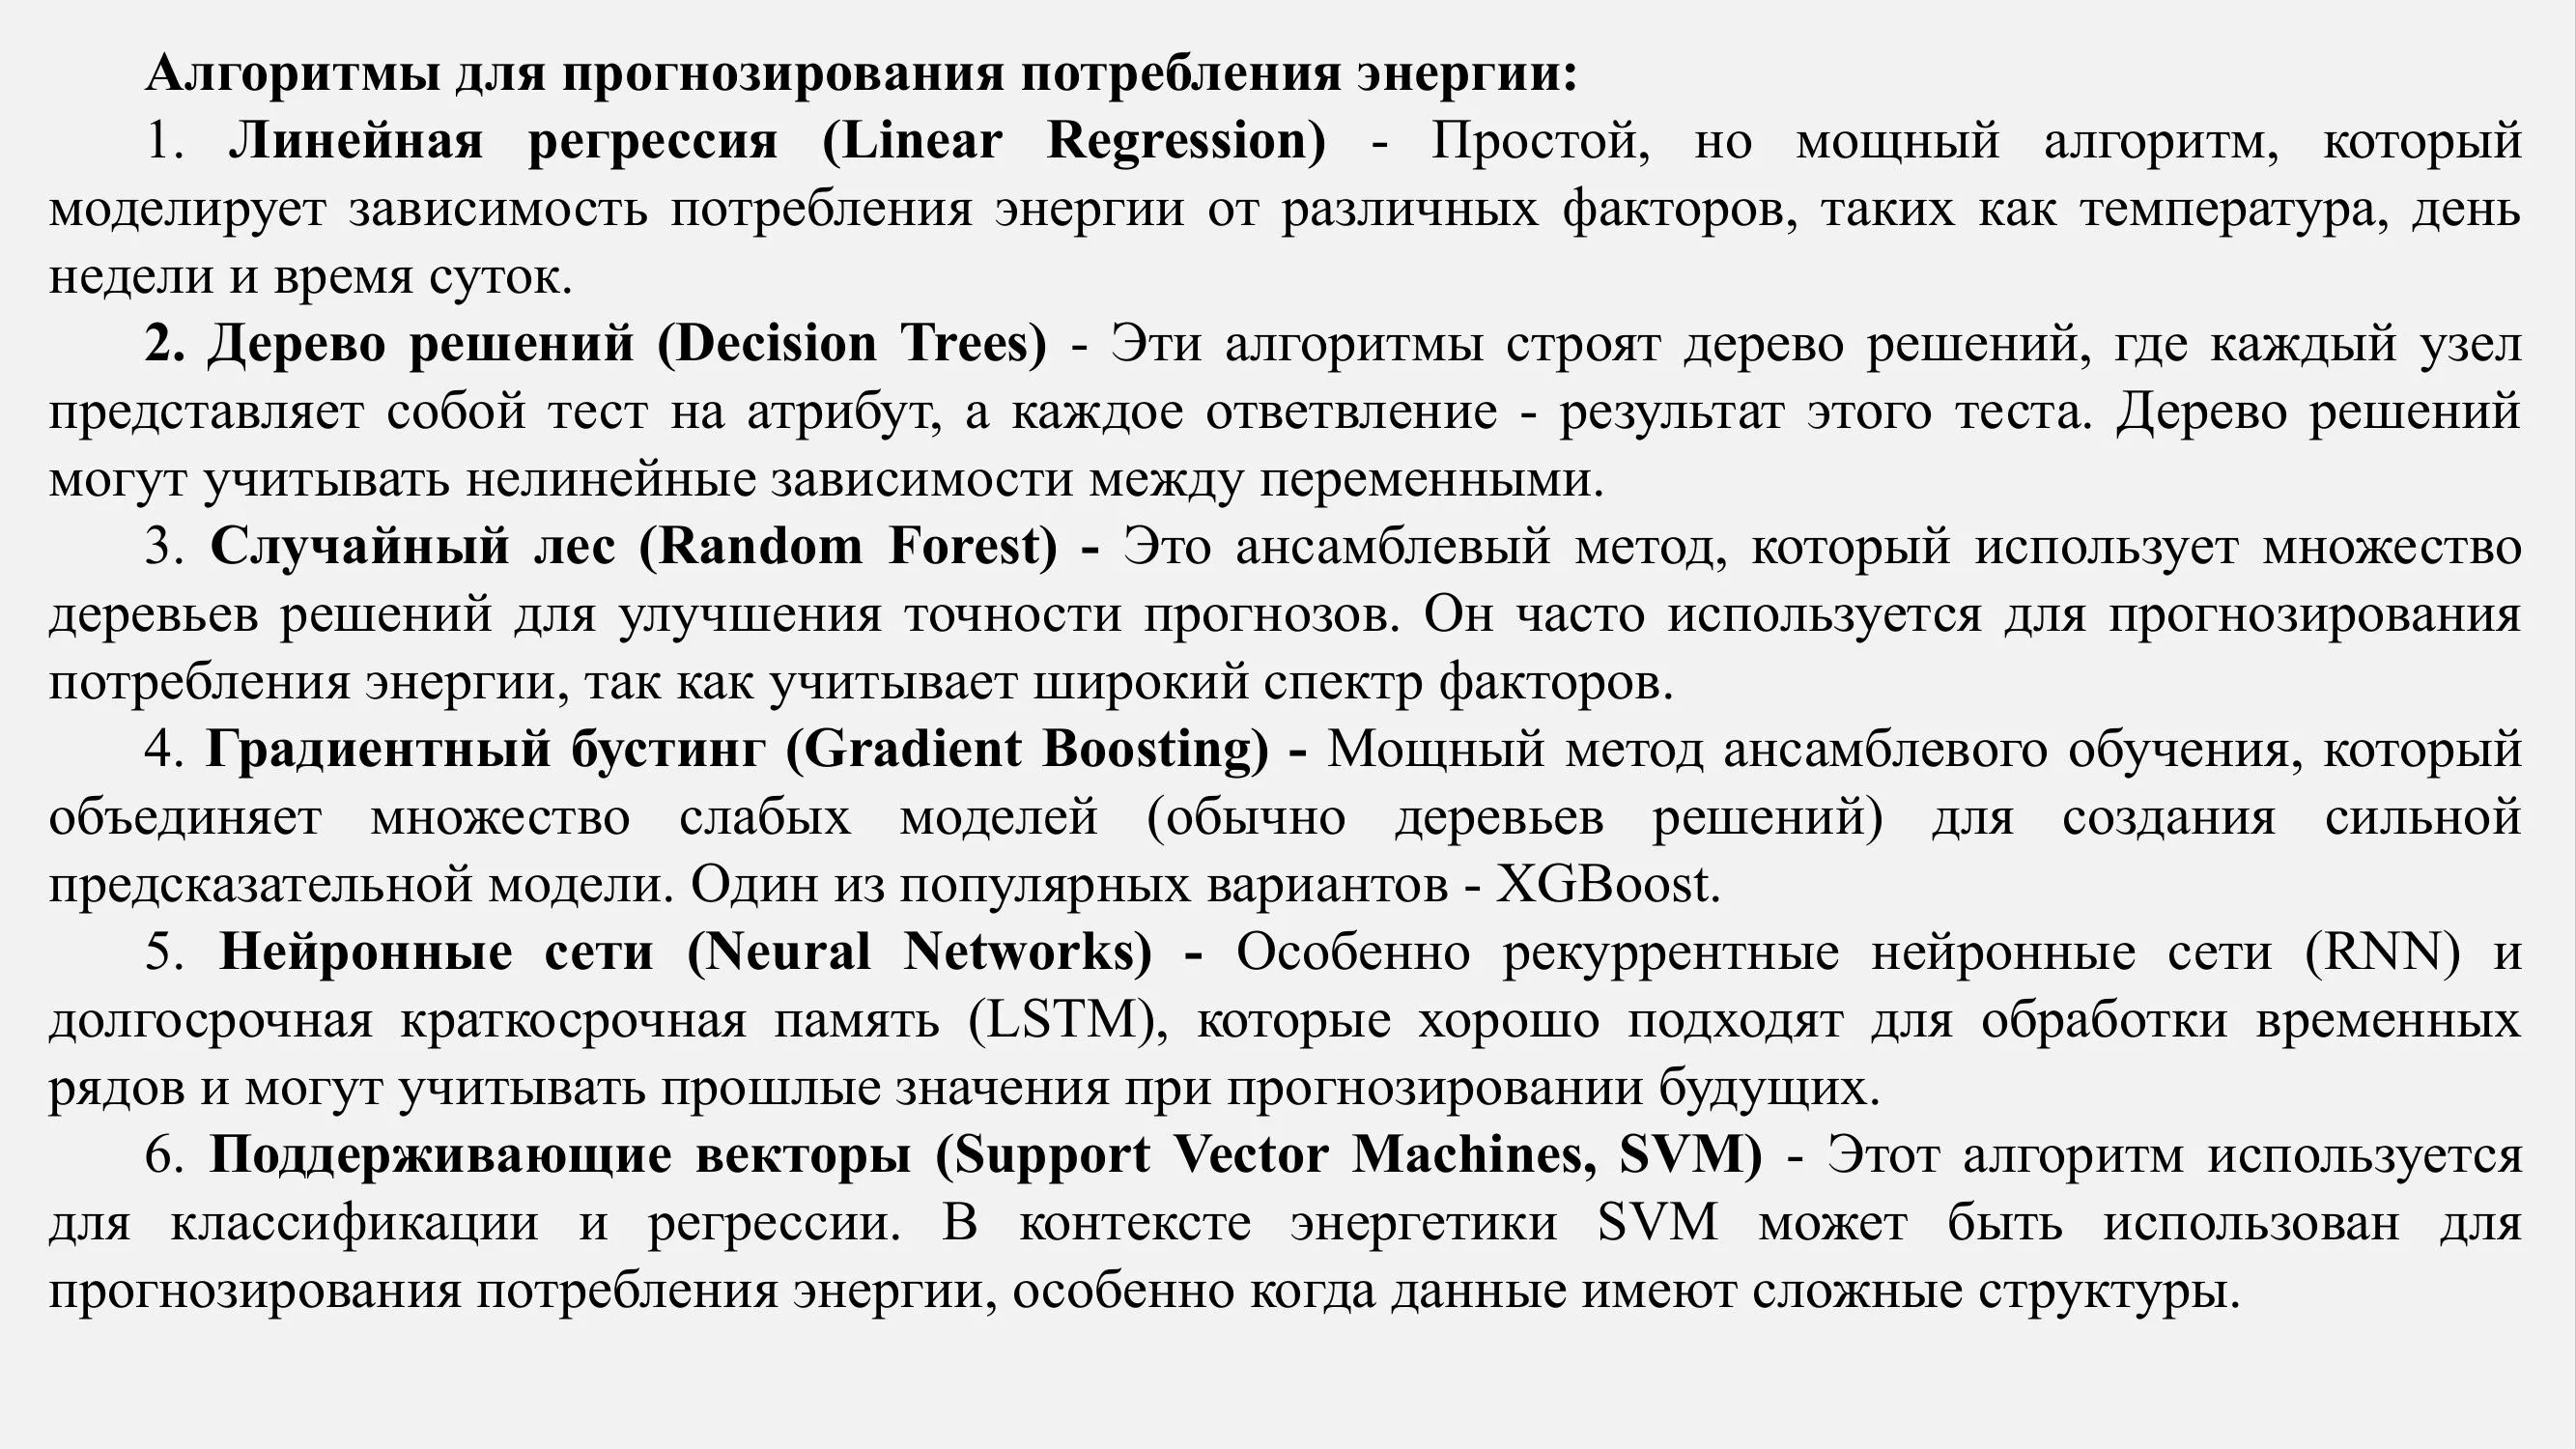 Алгоритмы для прогнозирования потребления энергии:
1. Линейная регрессия (Linear Regression) - Простой, но мощный алгоритм, который
моделирует зависимость потребления энергии от различных факторов, таких как температура, день
недели и время суток.
2. Дерево решений (Decision Trees) - Эти алгоритмы строят дерево решений, где каждый узел
представляет собой тест на атрибут, а каждое ответвление - результат этого теста. Дерево решений
могут учитывать нелинейные зависимости между переменными.
3. Случайный лес (Random Forest) - Это ансамблевый метод, который использует множество
деревьев решений для улучшения точности прогнозов. Он часто используется для прогнозирования
потребления энергии, так как учитывает широкий спектр факторов.
4. Градиентный бустинг (Gradient Boosting) - Мощный метод ансамблевого обучения, который
объединяет множество слабых моделей (обычно деревьев решений) для создания сильной
предсказательной модели. Один из популярных вариантов - XGBoost.
5. Нейронные сети (Neural Networks) - Особенно рекуррентные нейронные сети (RNN) и
долгосрочная краткосрочная память (LSTM), которые хорошо подходят для обработки временных
рядов и могут учитывать прошлые значения при прогнозировании будущих.
6. Поддерживающие векторы (Support Vector Machines, SVM) - Этот алгоритм используется
для классификации и регрессии. В контексте энергетики SVM может быть использован для
прогнозирования потребления энергии, особенно когда данные имеют сложные структуры.